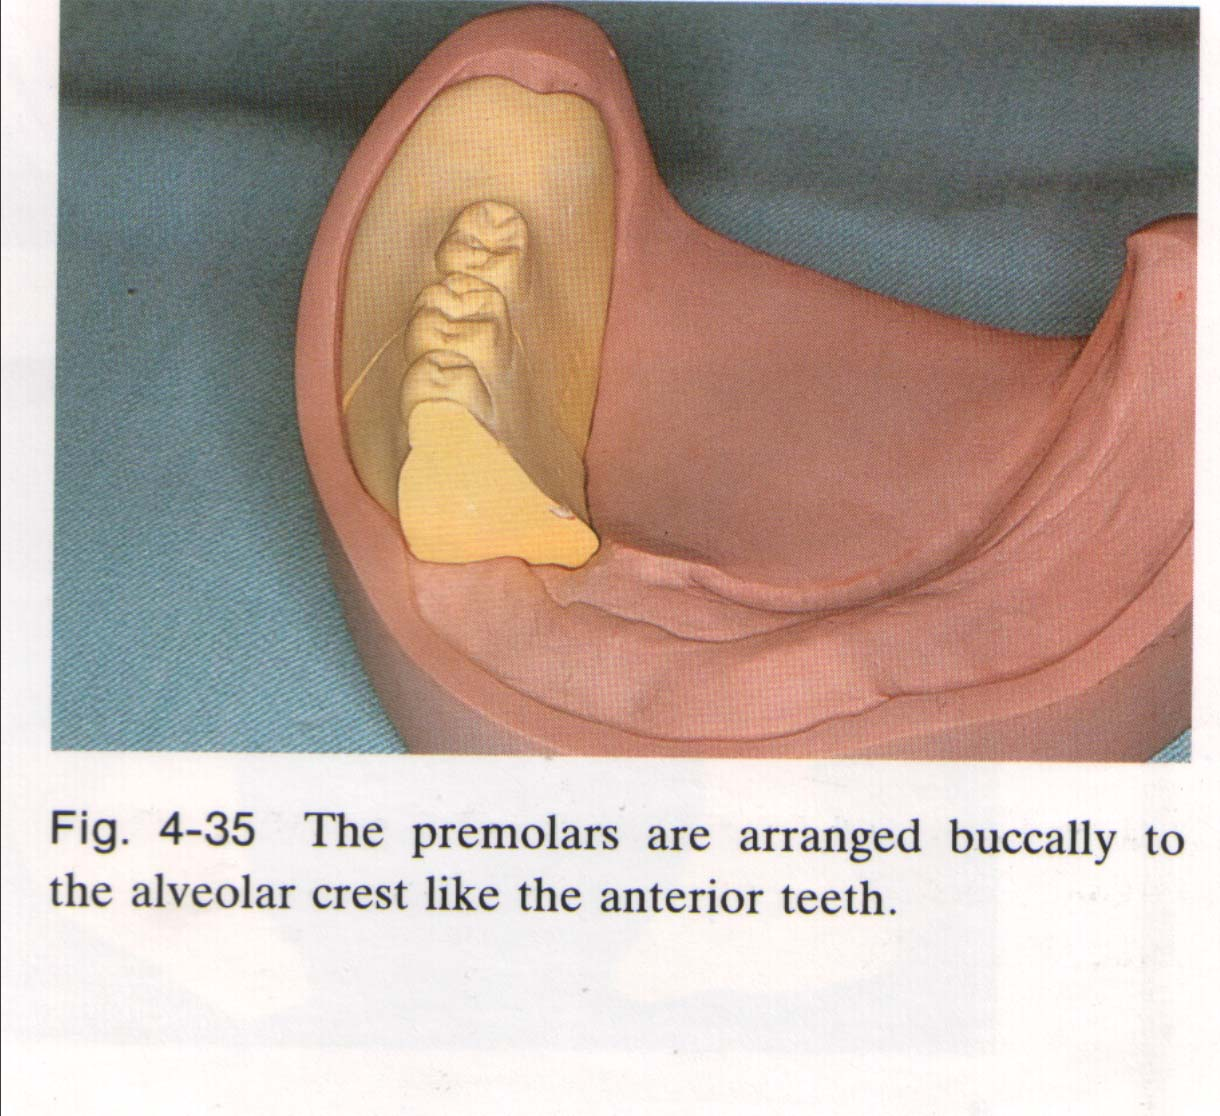 Fig. 4-35 The premolars are arranged buccally to
the alveolar crest like the anterior teeth.